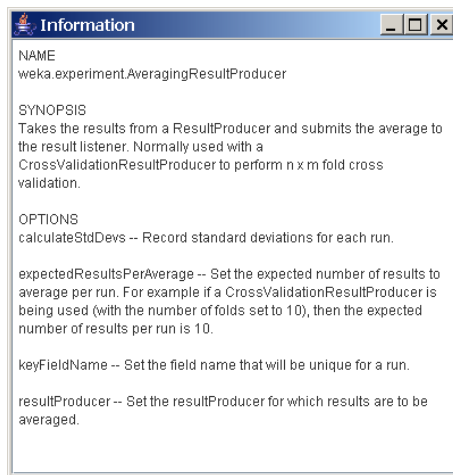 Information
NAME
weka.experiment.AveragingResultProducer
SYNOPSIS
Takes the results from a ResultProducer and submits the average to
the result listener. Normally used with a
CrossValidationResultProducer to perform n x m fold cross
validation.
OPTIONS
calculateStdDevs -- Record standard deviations for each run.
expectedResultsPerAverage -- Set the expected number of results to
average per run. For example if a CrossValidationResultProducer is
being used (with the number of folds set to 10), then the expected
number of results per run is 10.
keyFieldName -- Set the field name that will be unique for a run.
resultProducer -- Set the resultProducer for which results are to be
averaged.